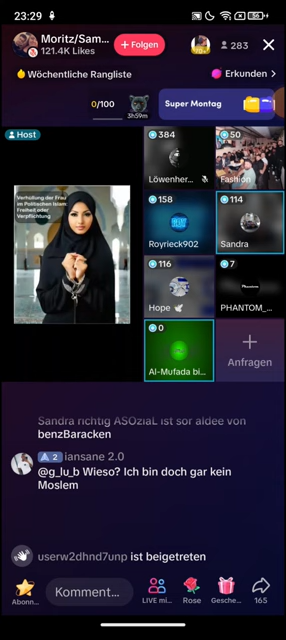 23:29
56
Moritz/Sam...
121.4K Likes
+ Folgen
283
Wöchentliche Rangliste
Erkunden >
0/100
3h59m
Super Montag
Host
384
Löwenher...
50
Fashion
Verhüllung der Frau
im Politischen Islam
Freiheit oder
Verpflichtung
158
Royrieck902
114
Sandra
116
Hope
7
PHANTOM_...
0
Al-Mufada bi...
+
Anfragen
Sandra richtig ASOziaL ist sor aldee von
benzBaracken
2 iansane 2.0
@g_lu_b Wieso? Ich bin doch gar kein
Moslem
userw2dhnd7unp ist beigetreten
Abonn...
Komment...
LIVE mi...
Rose
Gesche...
165